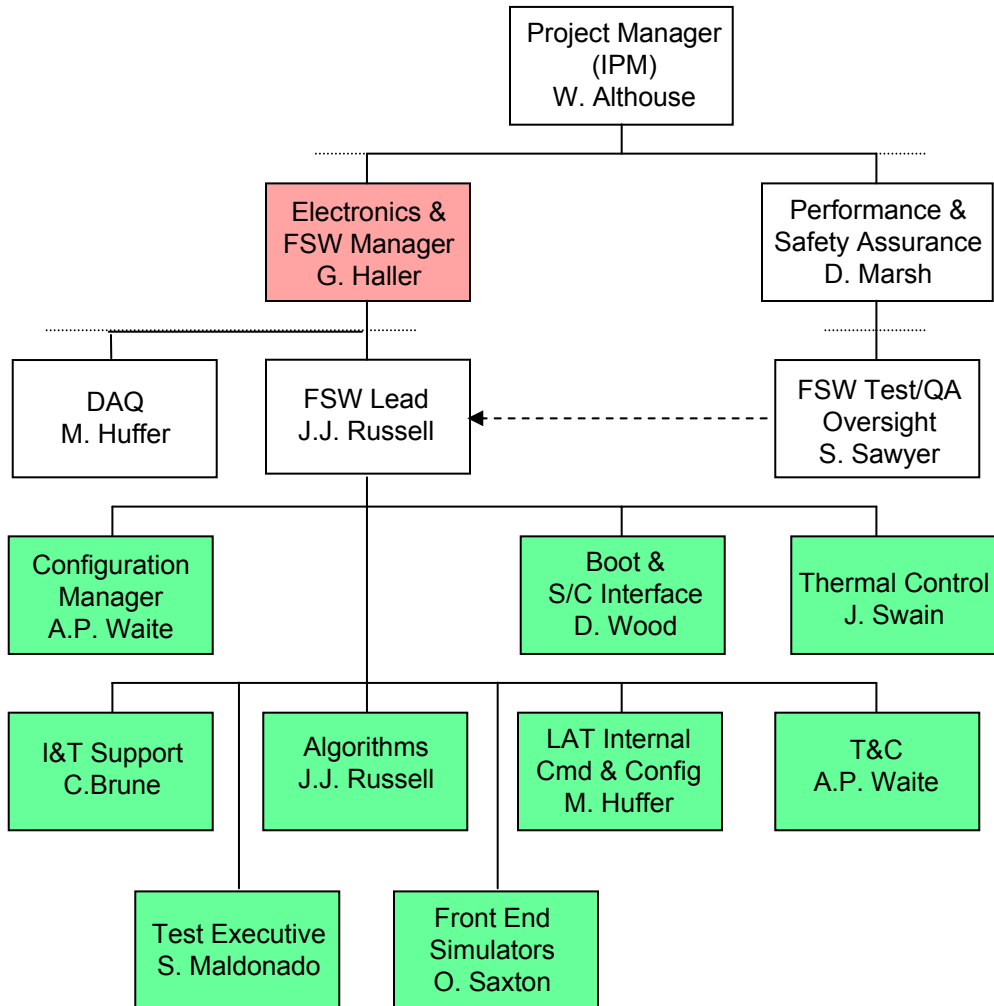 Project Manager
(IPM)
W. Althouse
Electronics &
FSW Manager
G. Haller
Performance &
Safety Assurance
D. Marsh
DAQ
M. Huffer
FSW Lead
J.J. Russell
FSW Test/QA
Oversight
S. Sawyer
Configuration
Manager
A.P. Waite
Boot &
S/C Interface
D. Wood
Thermal Control
J. Swain
I&T Support
C.Brune
Algorithms
J.J. Russell
LAT Internal
Cmd & Config
M. Huffer
T&C
A.P. Waite
Test Executive
S. Maldonado
Front End
Simulators
O. Saxton